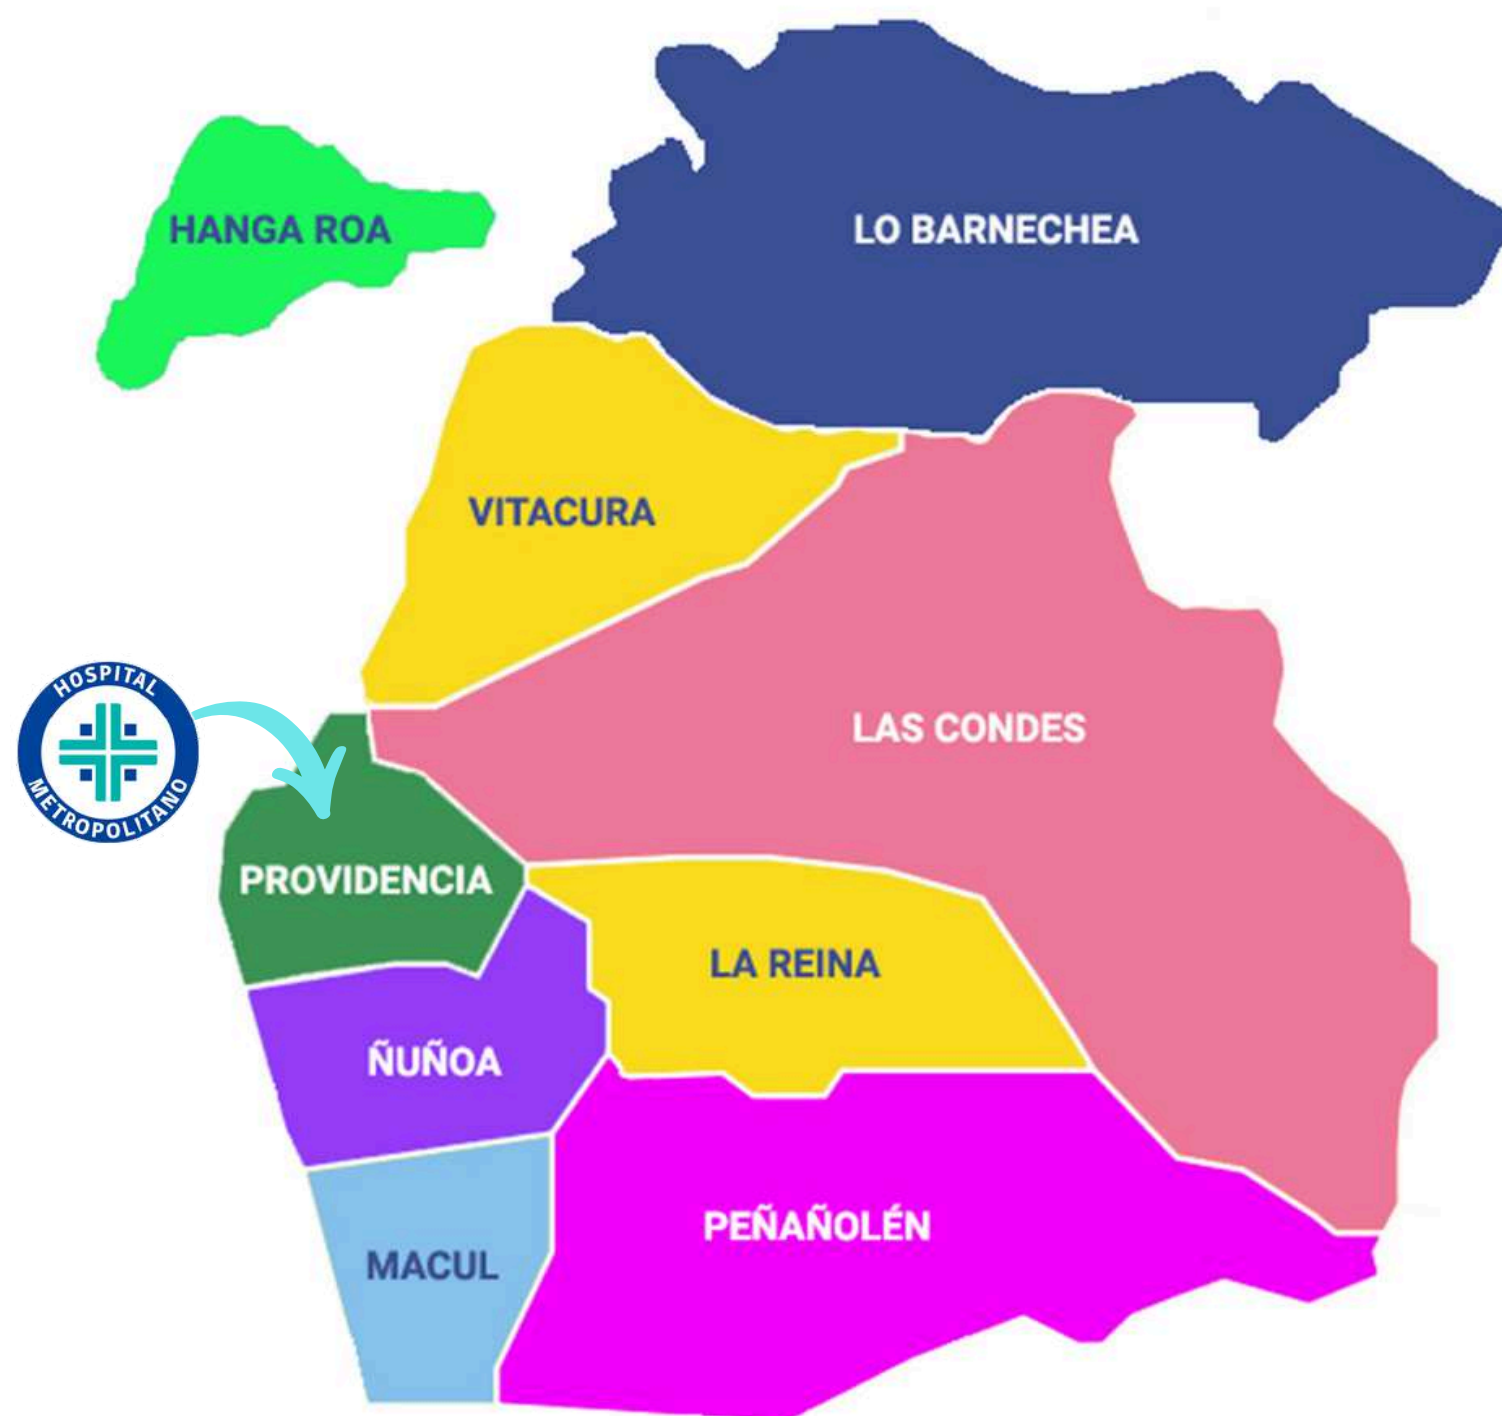 HANGA ROA
LO BARNECHEA
VITACURA
HOSPITAL
METROPOLITANO
LAS CONDES
PROVIDENCIA
LA REINA
ÑUÑOA
PEÑAÑOLÉN
MACUL